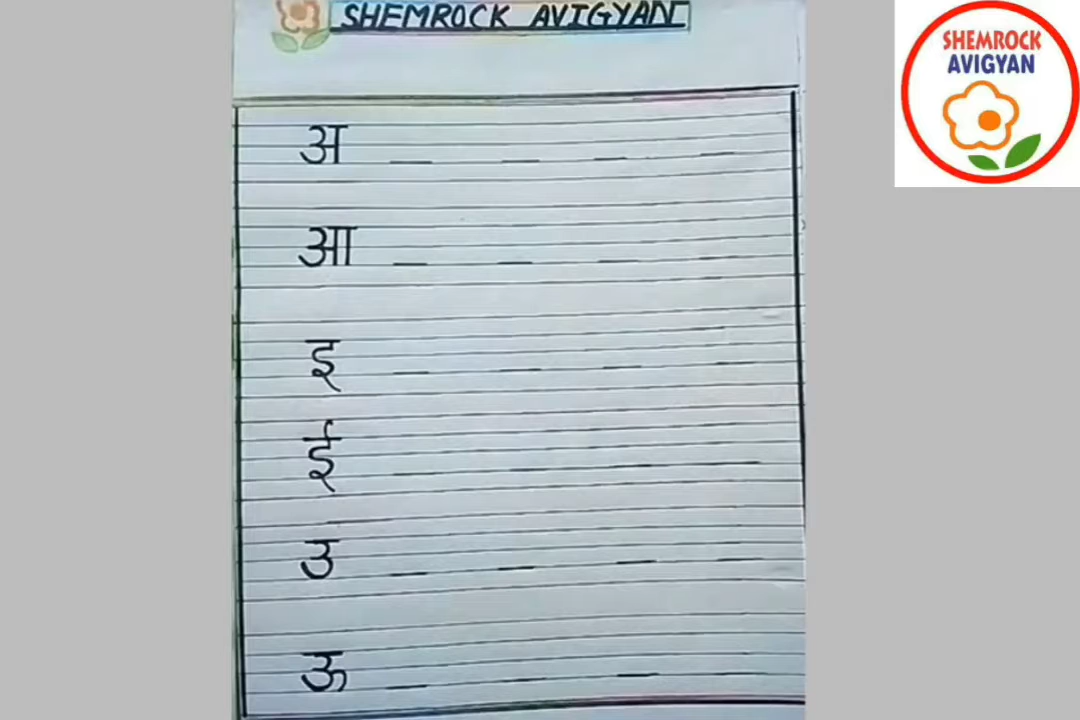 SHEMROCK AVIGYAN
SHEMROCK
AVIGYAN
अ _ _ _ _
आ _ _ _ _
इ _ _ _ _
ई _ _ _ _
उ _ _ _ _
ऊ _ _ _ _